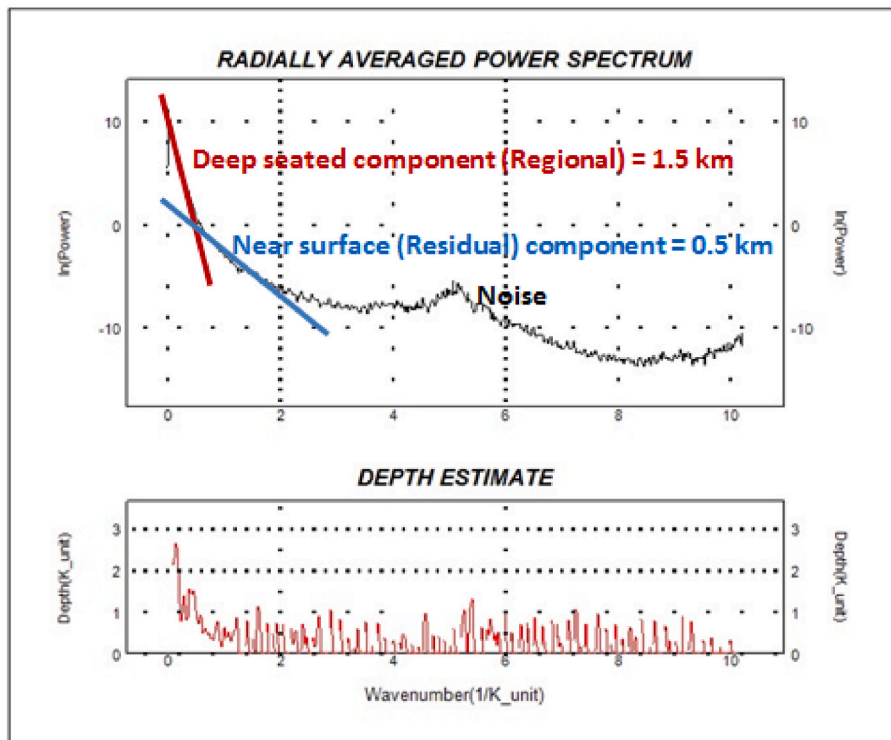 RADIALLY AVERAGED POWER SPECTRUM
10
10
Deep seated component (Regional) = 1.5 km
ln(Power)
0
0
ln(Power)
Near surface (Residual) component = 0.5 km
Noise
-10
-10
0 2 4 6 8 10
DEPTH ESTIMATE
Depth(K_unit)
3
3
Depth(K_unit)
2
2
1
1
0
0
0 2 4 6 8 10
Wavenumber(1/K_unit)